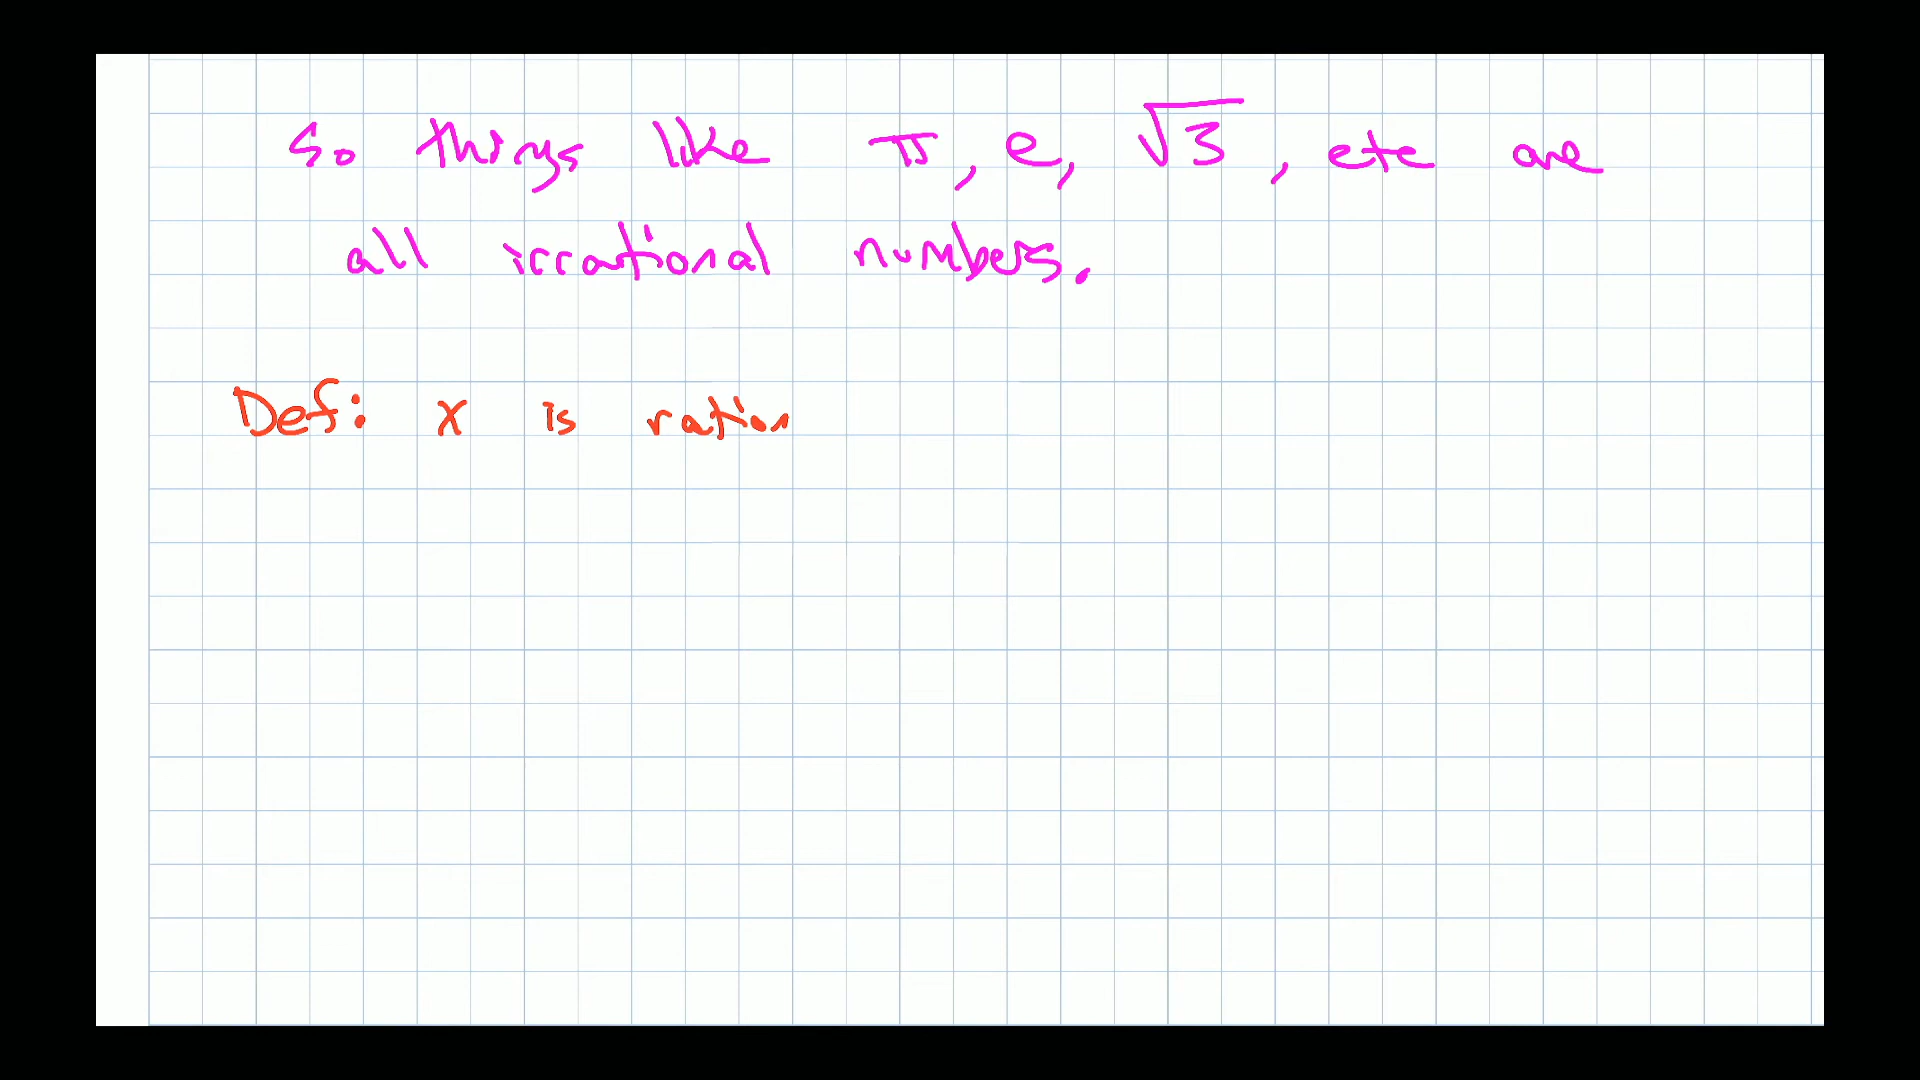 So things like π, e, √3, etc are
all irrational numbers.
Def: x is ration